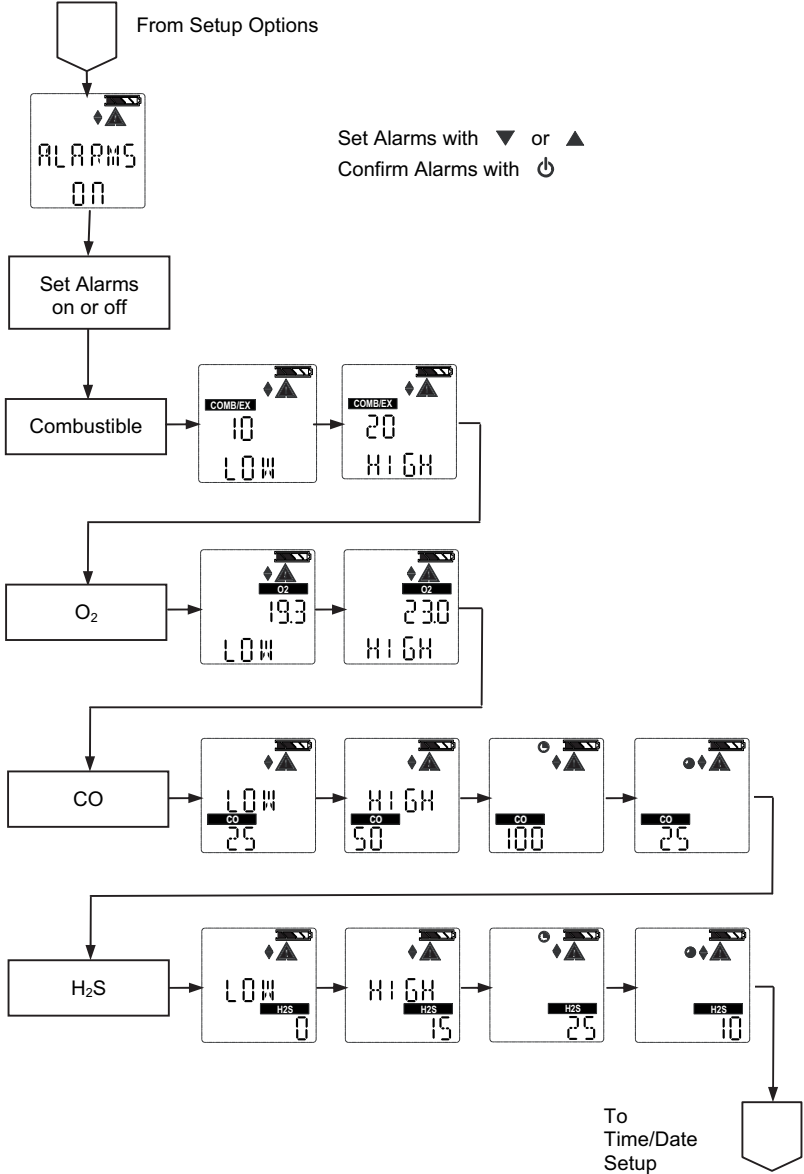 From Setup Options
ALARMS
ON
Set Alarms with ▼ or ▲
Confirm Alarms with ⏻
Set Alarms
on or off
Combustible
COMB/EX
10
LOW
COMB/EX
20
HIGH
O₂
O2
19.3
LOW
O2
23.0
HIGH
CO
LOW
CO
25
HIGH
CO
50
CO
100
CO
25
H₂S
LOW
H2S
0
HIGH
H2S
15
H2S
25
H2S
10
To
Time/Date
Setup